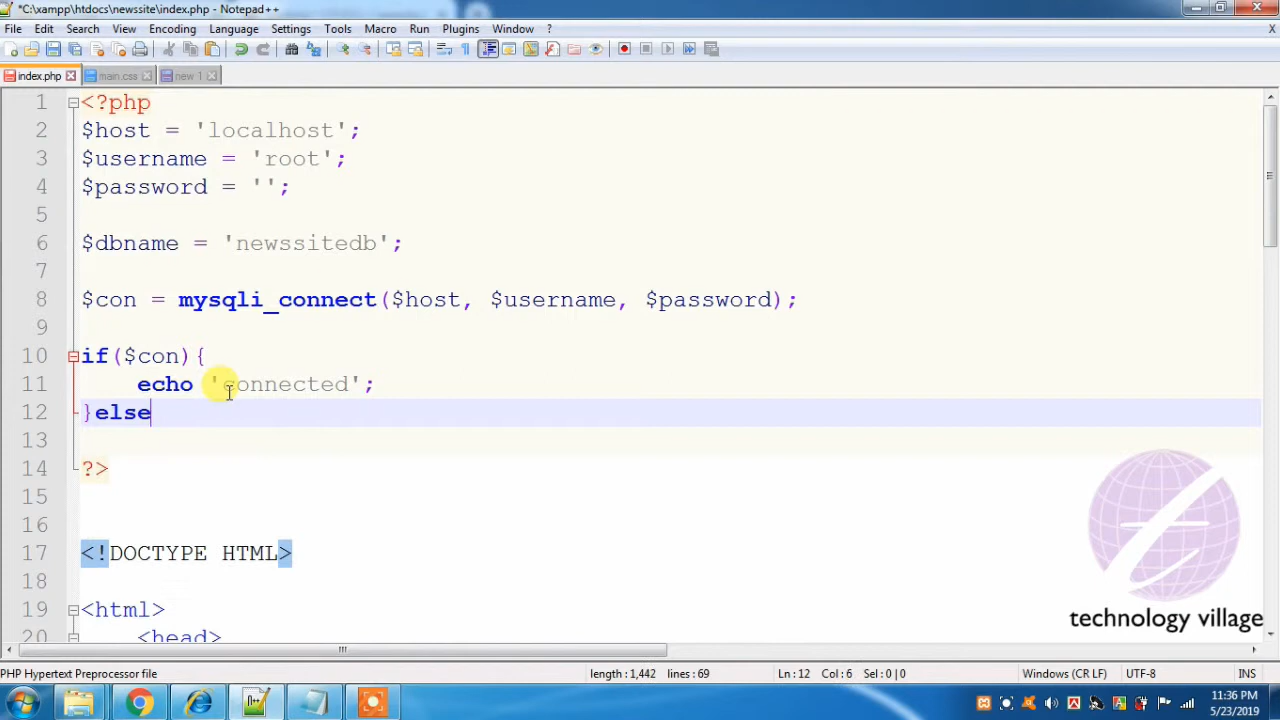 *C:\xampp\htdocs\newssite\index.php - Notepad++
File Edit Search View Encoding Language Settings Tools Macro Run Plugins Window ? X
index.php main.css new 1
1 <?php
2 $host = 'localhost';
3 $username = 'root';
4 $password = '';
5
6 $dbname = 'newssitedb';
7
8 $con = mysqli_connect($host, $username, $password);
9
10 if($con){
11 echo 'connected';
12 }else
13
14 ?>
15
16
17 <!DOCTYPE HTML>
18
19 <html>
20 <head>
technology village
PHP Hypertext Preprocessor file length : 1,442 lines : 69 Ln : 12 Col : 6 Sel : 0 | 0 Windows (CR LF) UTF-8 INS
11:36 PM
5/23/2019